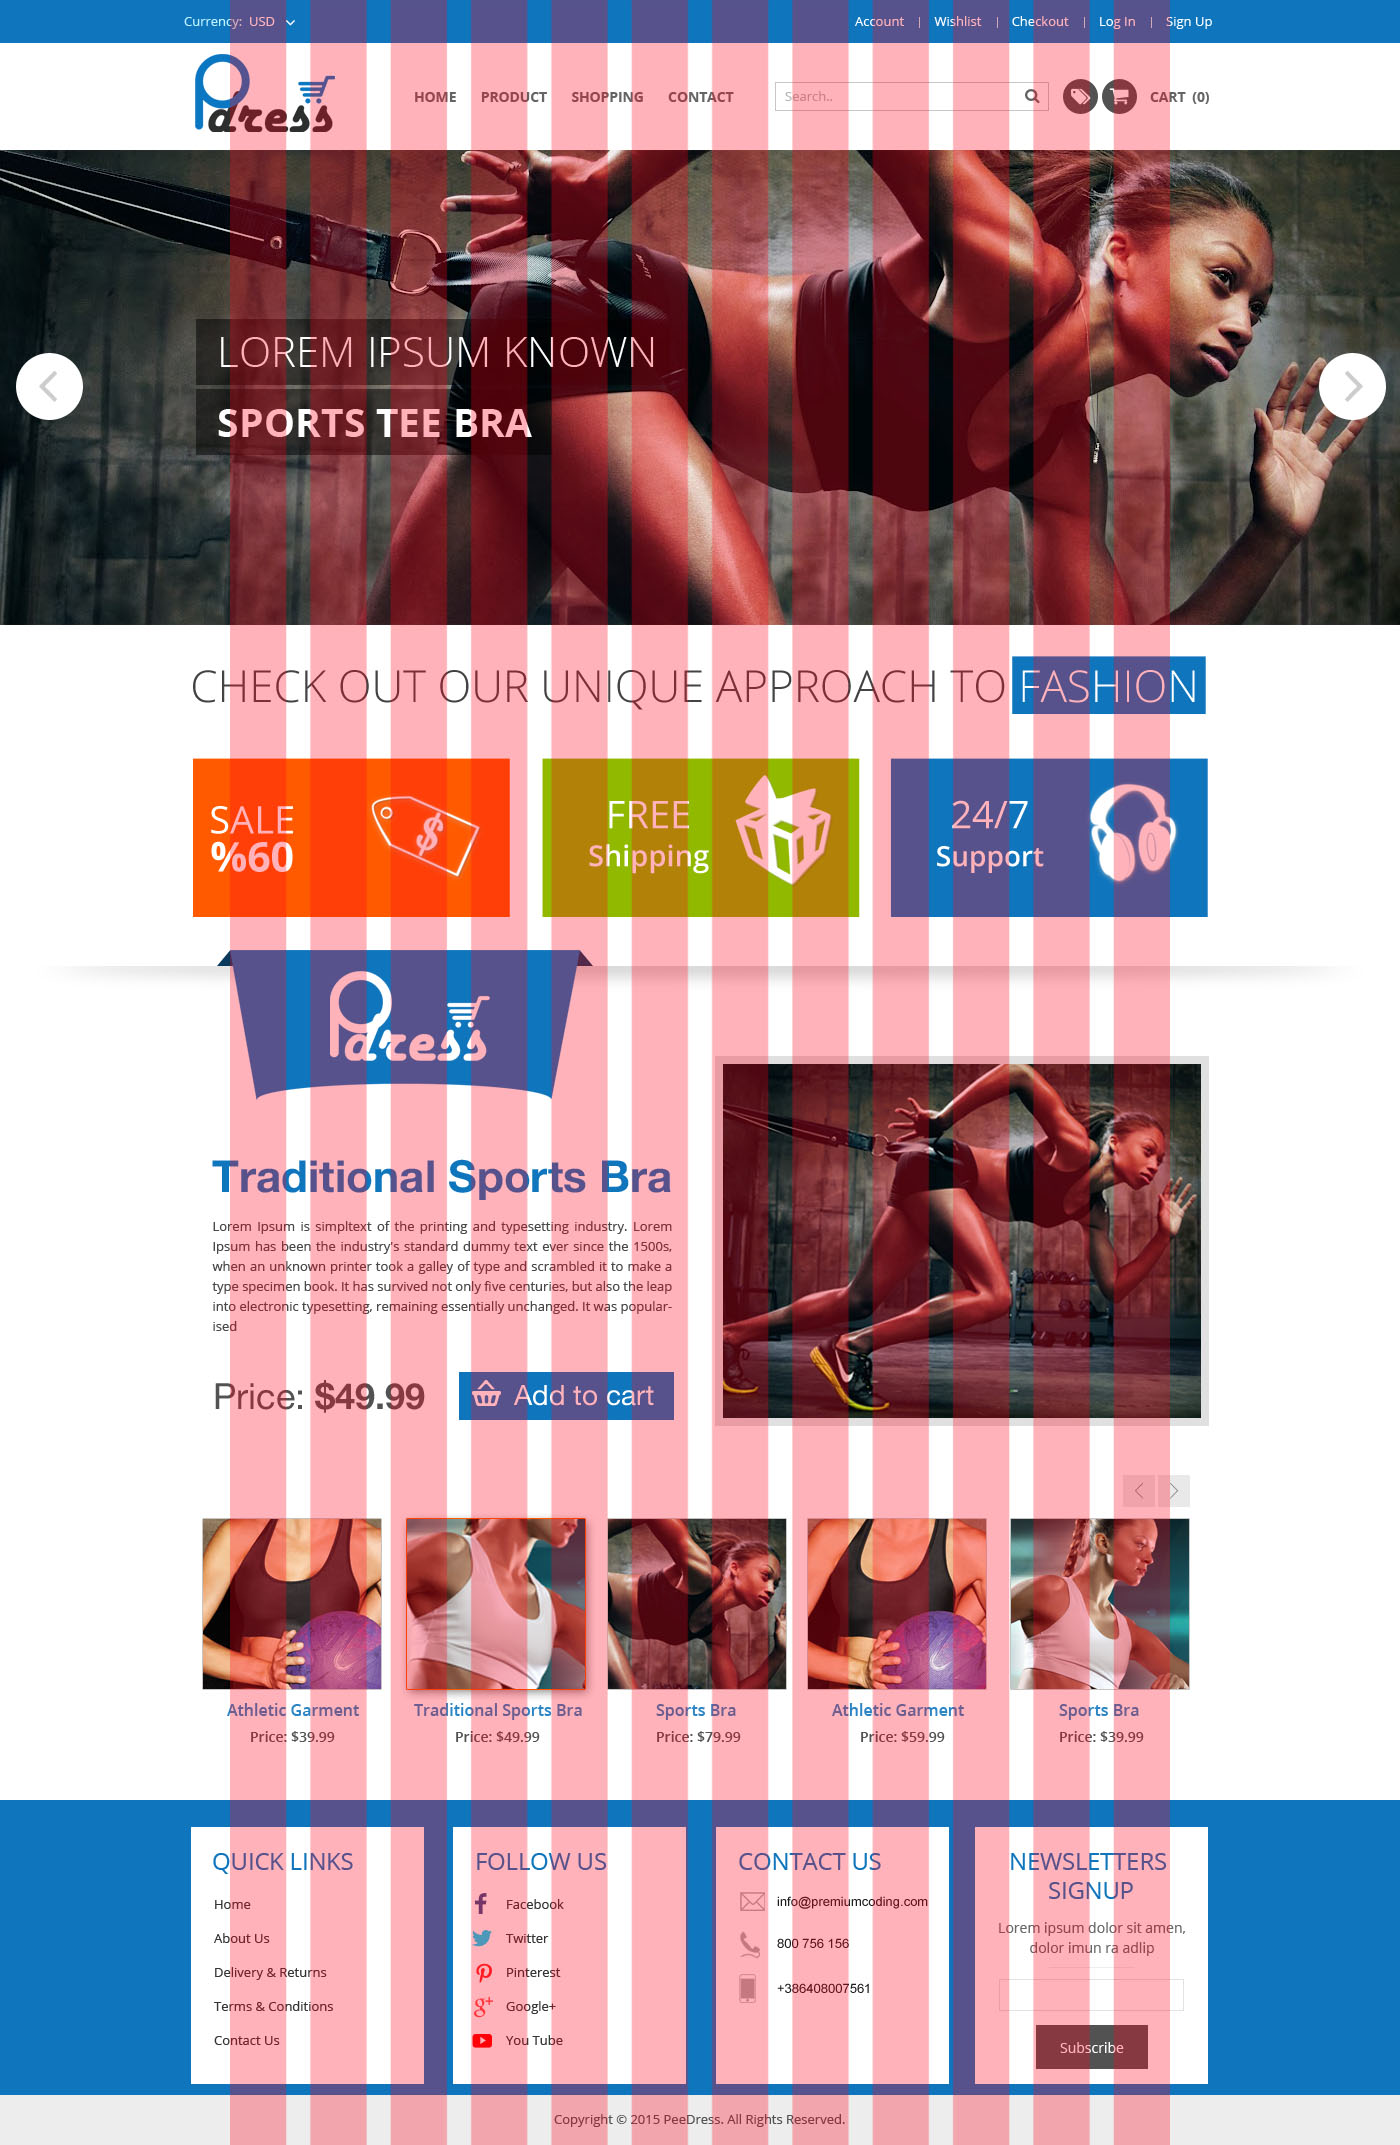 Currency: USD
Account | Wishlist | Checkout | Log In | Sign Up
Pdress
HOME PRODUCT SHOPPING CONTACT
Search..
CART (0)
LOREM IPSUM KNOWN
SPORTS TEE BRA
CHECK OUT OUR UNIQUE APPROACH TO FASHION
SALE
%60
$
FREE
Shipping
24/7
Support
Pdress
Traditional Sports Bra
Lorem Ipsum is simpltext of the printing and typesetting industry. Lorem
Ipsum has been the industry's standard dummy text ever since the 1500s,
when an unknown printer took a galley of type and scrambled it to make a
type specimen book. It has survived not only five centuries, but also the leap
into electronic typesetting, remaining essentially unchanged. It was popular-
ised
Price: $49.99
Add to cart
Athletic Garment
Price: $39.99
Traditional Sports Bra
Price: $49.99
Sports Bra
Price: $79.99
Athletic Garment
Price: $59.99
Sports Bra
Price: $39.99
QUICK LINKS
Home
About Us
Delivery & Returns
Terms & Conditions
Contact Us
FOLLOW US
Facebook
Twitter
Pinterest
Google+
You Tube
CONTACT US
info@premiumcoding.com
800 756 156
+386408007561
NEWSLETTERS
SIGNUP
Lorem ipsum dolor sit amen,
dolor imun ra adlip
Subscribe
Copyright © 2015 PeeDress. All Rights Reserved.